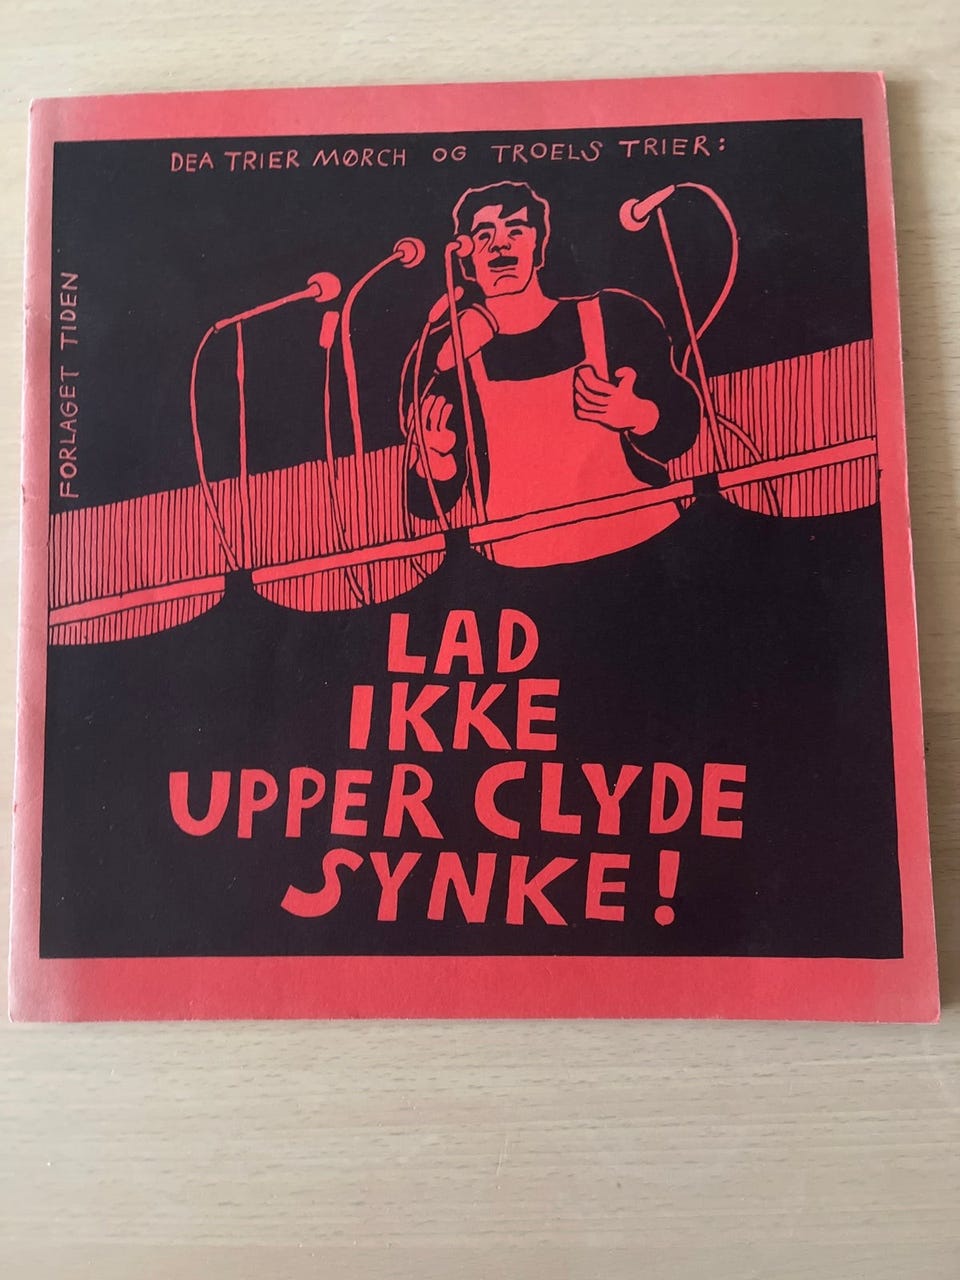 DEA TRIER MØRCH OG TROELS TRIER:
FORLAGET TIDEN
LAD
IKKE
UPPER CLYDE
SYNKE!